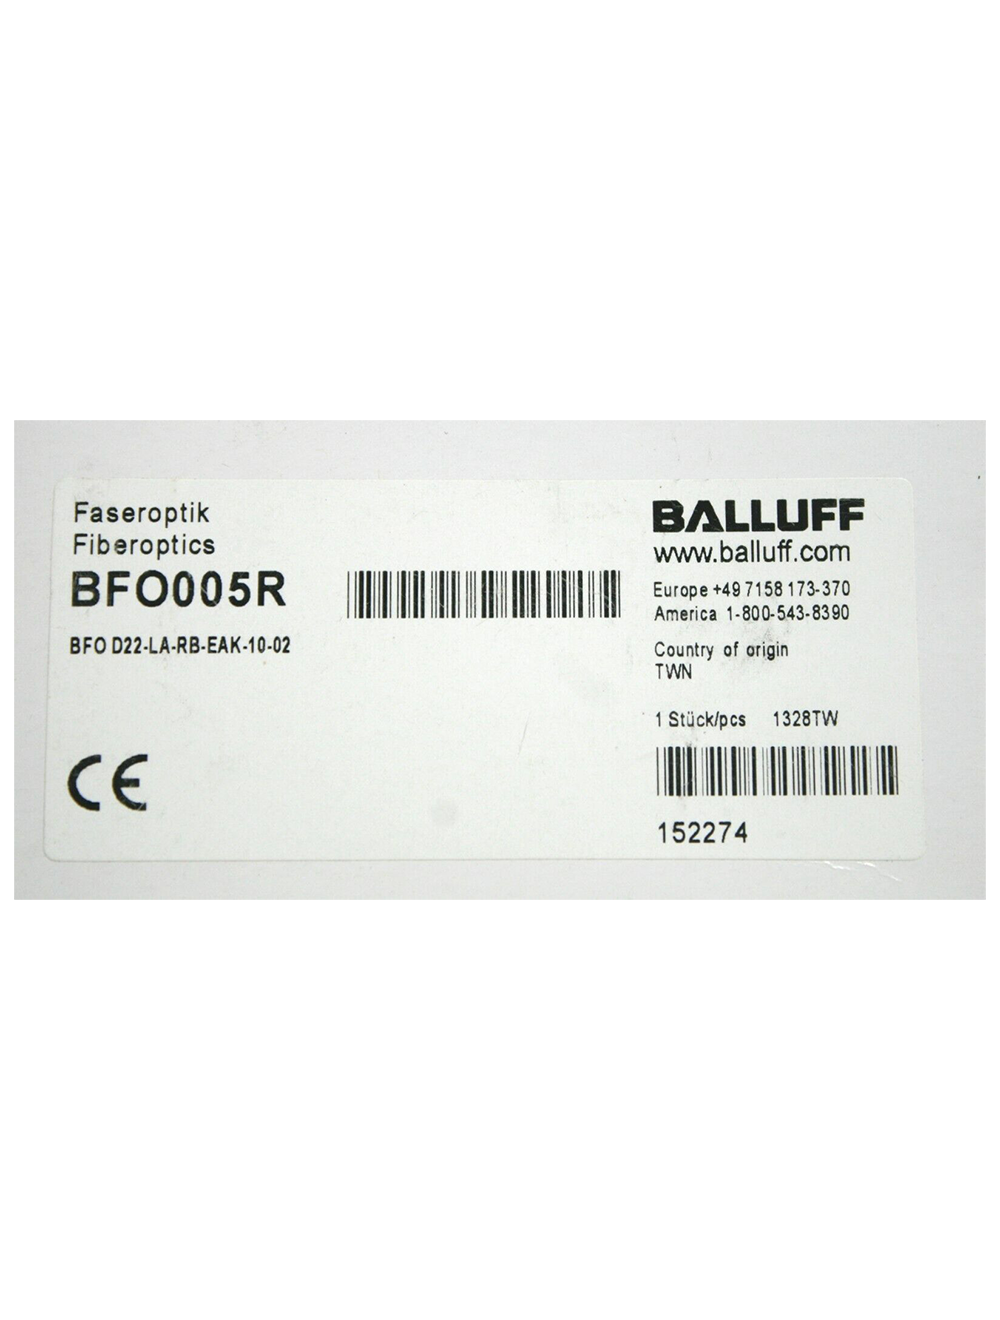 Faseroptik
Fiberoptics
BFO005R
BFO D22-LA-RB-EAK-10-02
CE
BALLUFF
www.balluff.com
Europe +49 7158 173-370
America 1-800-543-8390
Country of origin
TWN
1 Stück/pcs 1328TW
152274